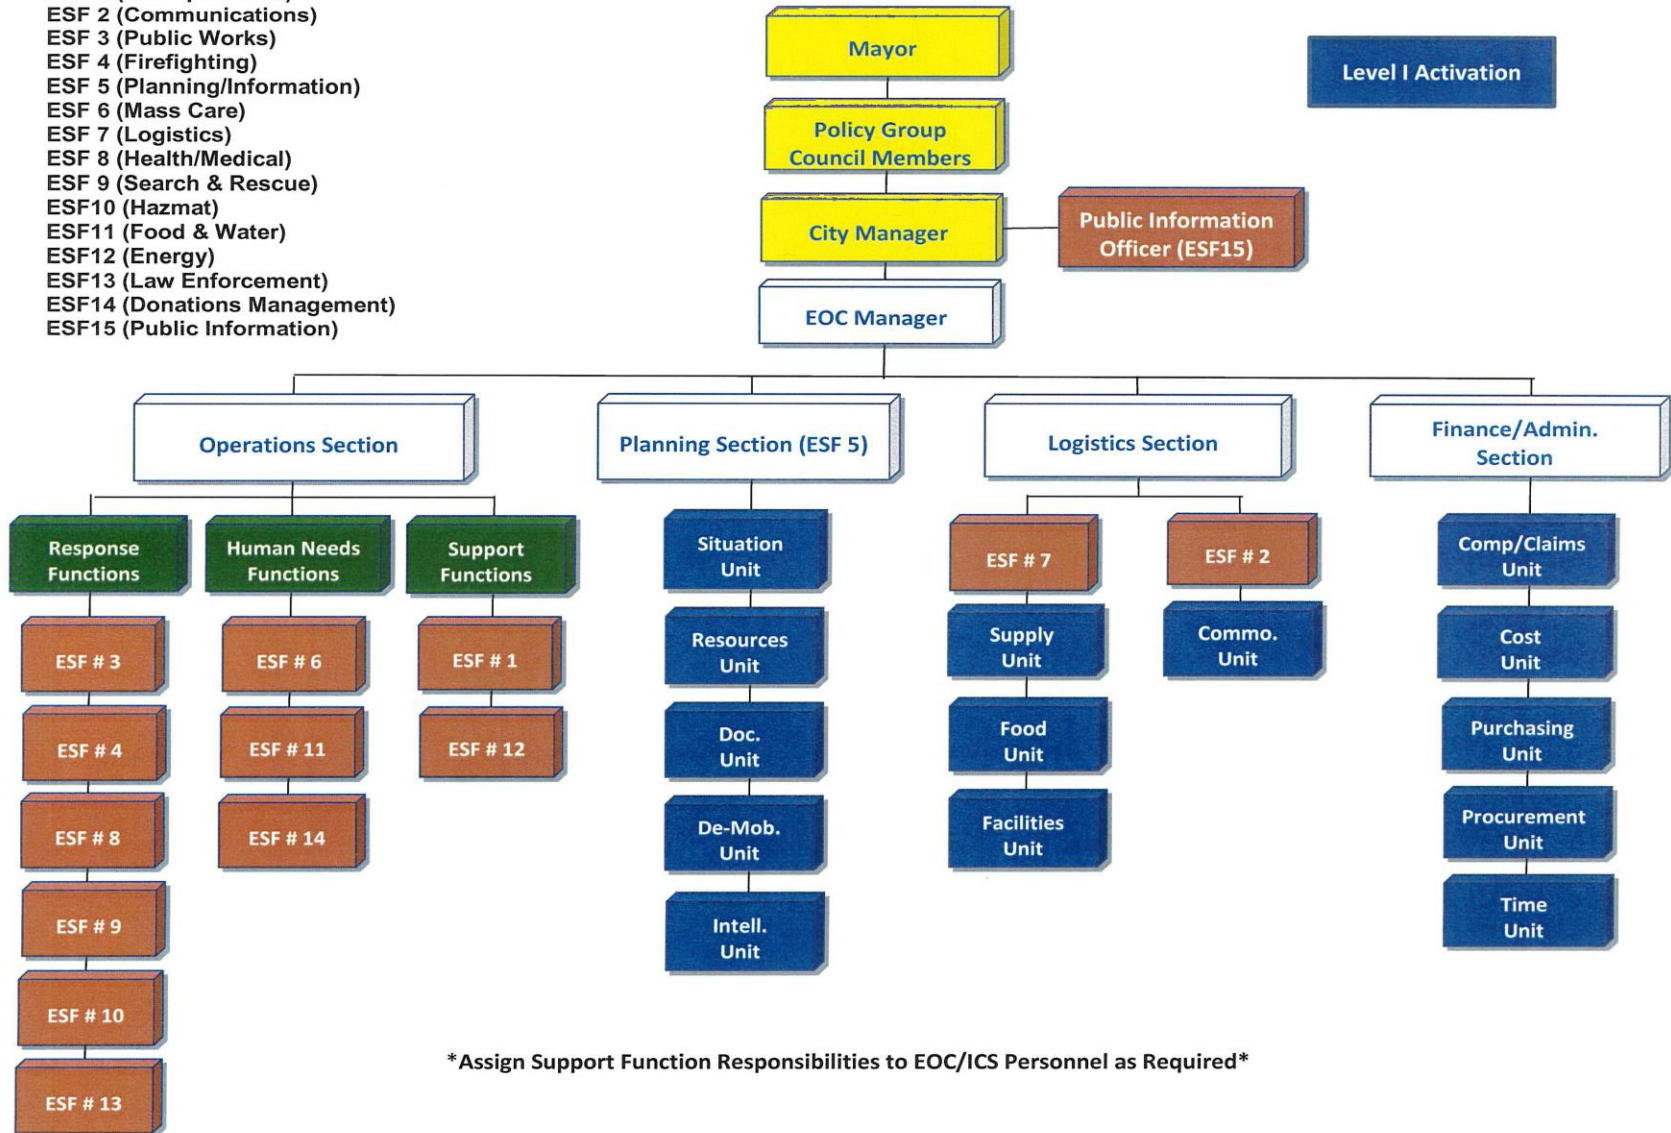 ESF 2 (Communications)
ESF 3 (Public Works)
ESF 4 (Firefighting)
ESF 5 (Planning/Information)
ESF 6 (Mass Care)
ESF 7 (Logistics)
ESF 8 (Health/Medical)
ESF 9 (Search & Rescue)
ESF10 (Hazmat)
ESF11 (Food & Water)
ESF12 (Energy)
ESF13 (Law Enforcement)
ESF14 (Donations Management)
ESF15 (Public Information)
Mayor
Level I Activation
Policy Group
Council Members
City Manager
Public Information
Officer (ESF15)
EOC Manager
Operations Section
Planning Section (ESF 5)
Logistics Section
Finance/Admin.
Section
Response
Functions
Human Needs
Functions
Support
Functions
ESF # 3
ESF # 4
ESF # 8
ESF # 9
ESF # 10
ESF # 13
ESF # 6
ESF # 11
ESF # 14
ESF # 1
ESF # 12
Situation
Unit
Resources
Unit
Doc.
Unit
De-Mob.
Unit
Intell.
Unit
ESF # 7
Supply
Unit
Food
Unit
Facilities
Unit
ESF # 2
Commo.
Unit
Comp/Claims
Unit
Cost
Unit
Purchasing
Unit
Procurement
Unit
Time
Unit
*Assign Support Function Responsibilities to EOC/ICS Personnel as Required*